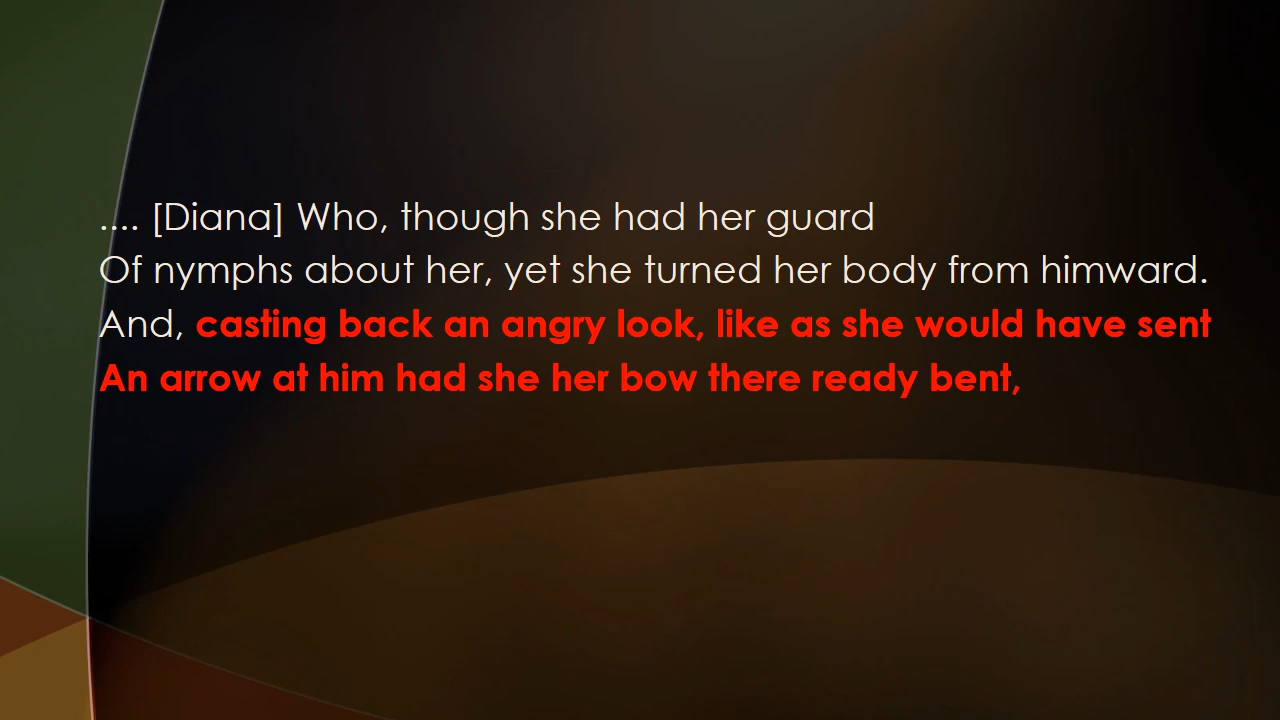 .... [Diana] Who, though she had her guard
Of nymphs about her, yet she turned her body from himward.
And, casting back an angry look, like as she would have sent
An arrow at him had she her bow there ready bent,